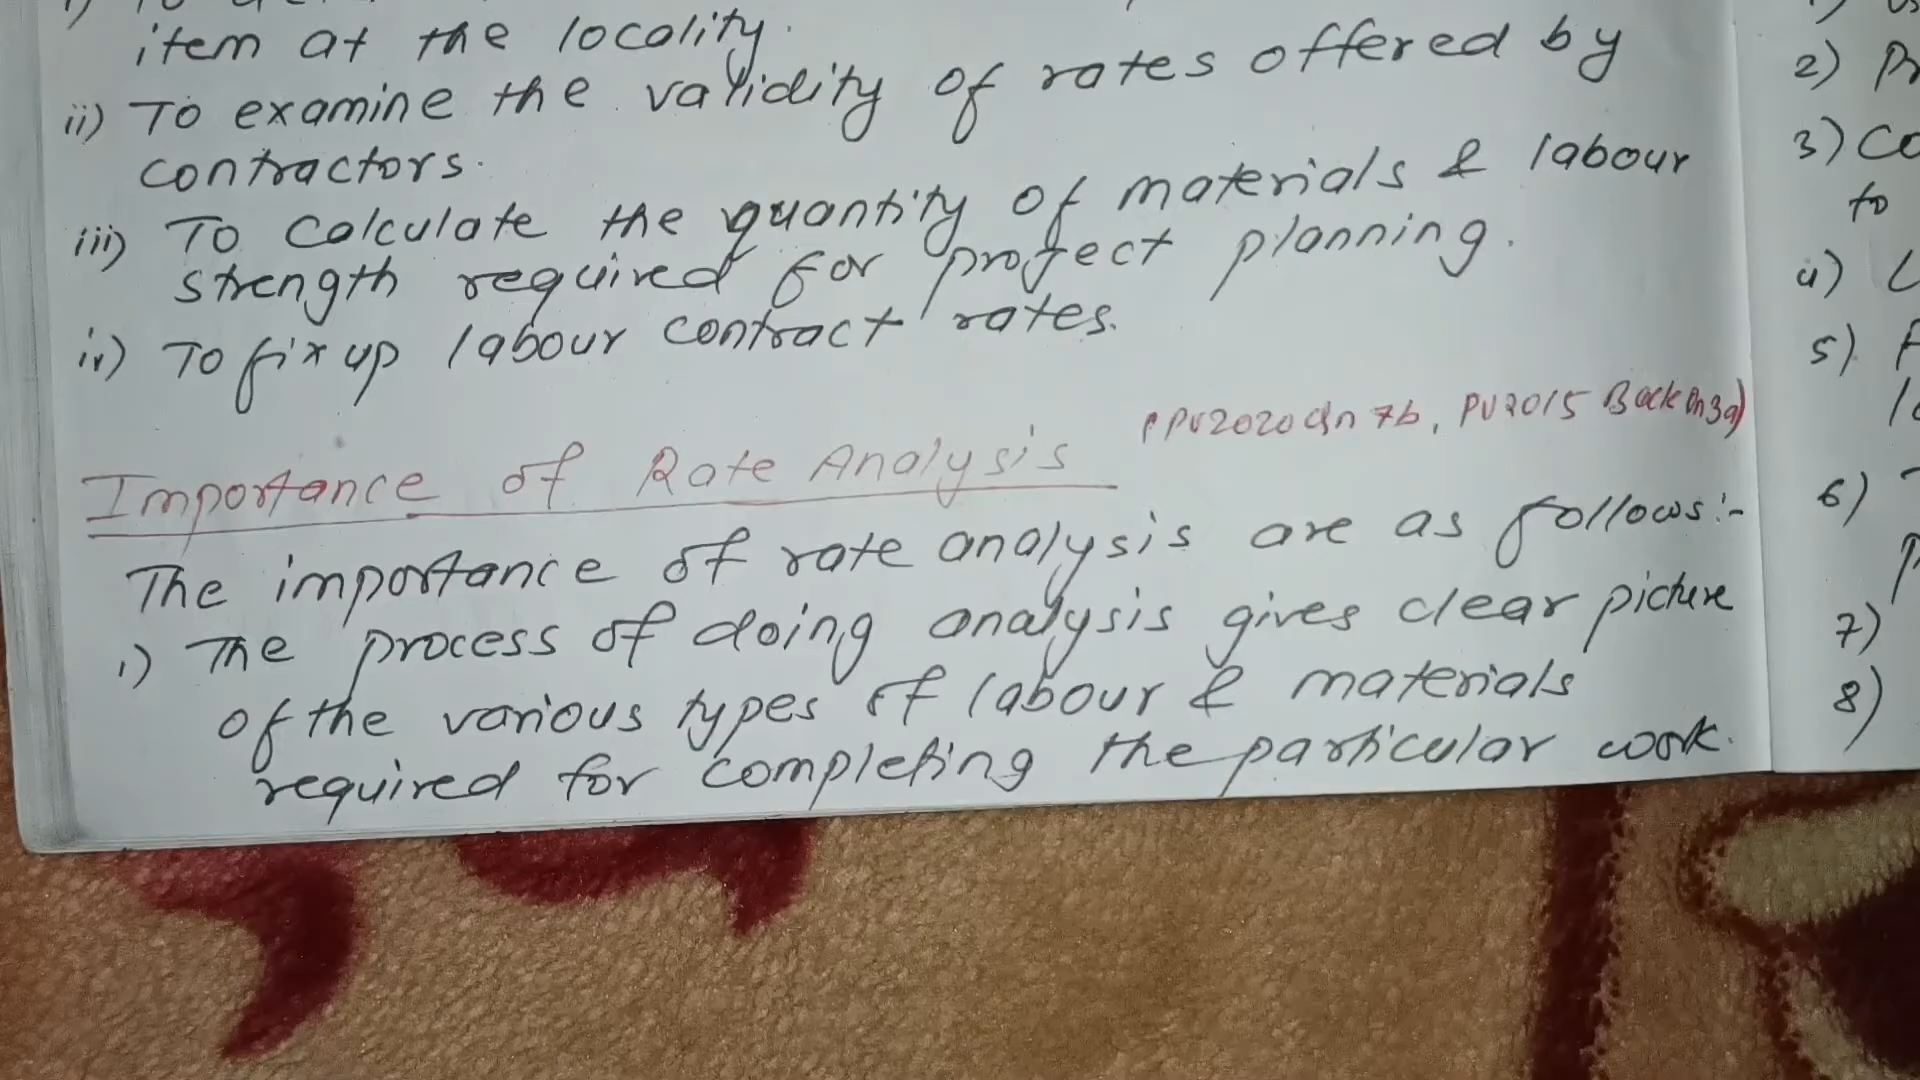 item at the locality.
ii) To examine the validity of rates offered by
contractors.
iii) To calculate the quantity of materials & labour
strength required for project planning.
iv) To fix up labour contract rates.
Importance of Rate Analysis (PU2020 Qn 7b, PU2015 Back Qn 3a)
The importance of rate analysis are as follows:-
i) The process of doing analysis gives clear picture
of the various types of labour & materials
required for completing the particular work.
2) Pr
3) Co
to
4)
5)
6)
7)
8)